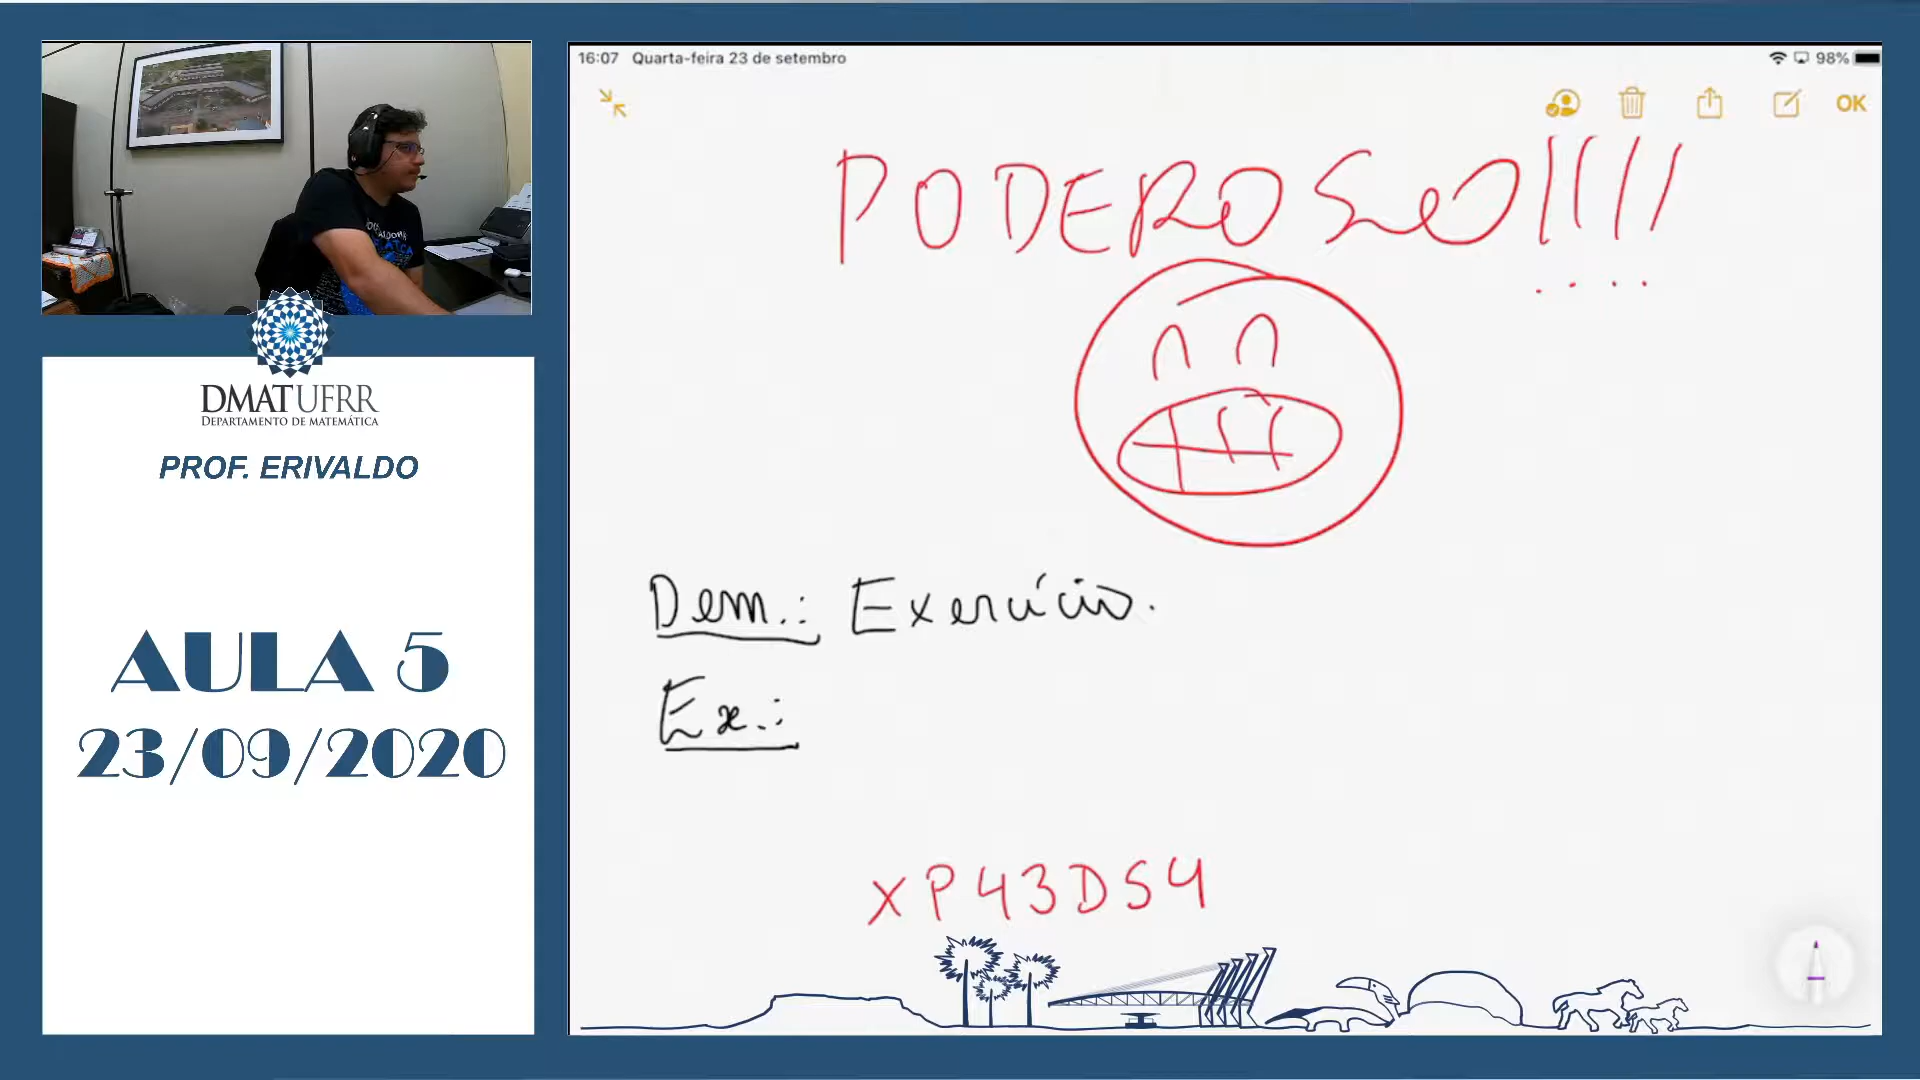 16:07 Quarta-feira 23 de setembro
98%
OK
PODEROSO!!!!
Dem.: Exercício.
Ex.:
XP43DS4
DMATUFRR
DEPARTAMENTO DE MATEMÁTICA
PROF. ERIVALDO
AULA 5
23/09/2020